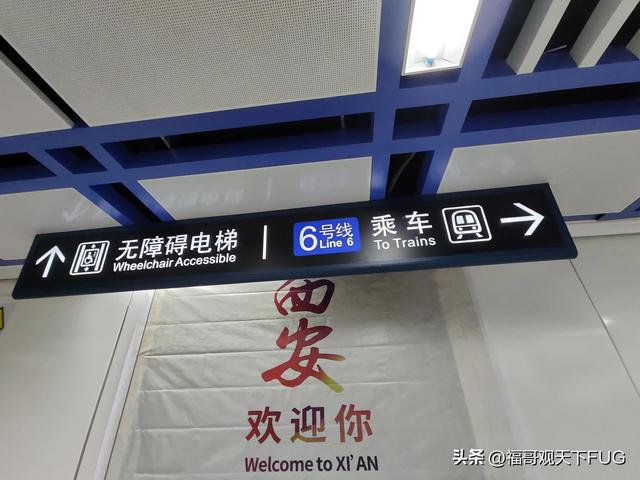 无障碍电梯
Wheelchair Accessible
6号线
Line 6
乘车
To Trains
西安
欢迎你
Welcome to XI'AN
头条 @福哥观天下FUG